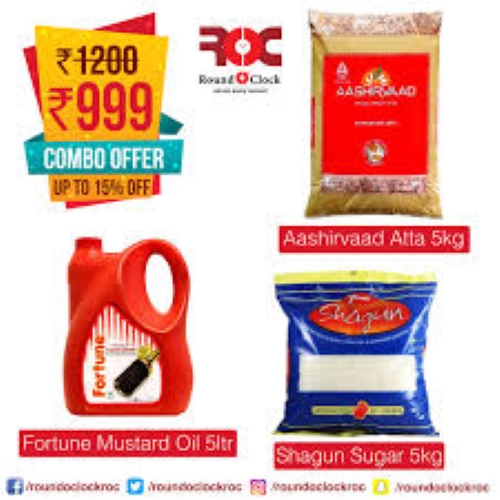 ₹1200
₹999
COMBO OFFER
UP TO 15% OFF
ROC
Round O Clock
AASHIRVAAD
Aashirvaad Atta 5kg
Fortune
Shagun
Fortune Mustard Oil 5ltr
Shagun Sugar 5kg
/roundoclockroc
/roundoclockroc
/roundoclockroc
/roundoclockroc